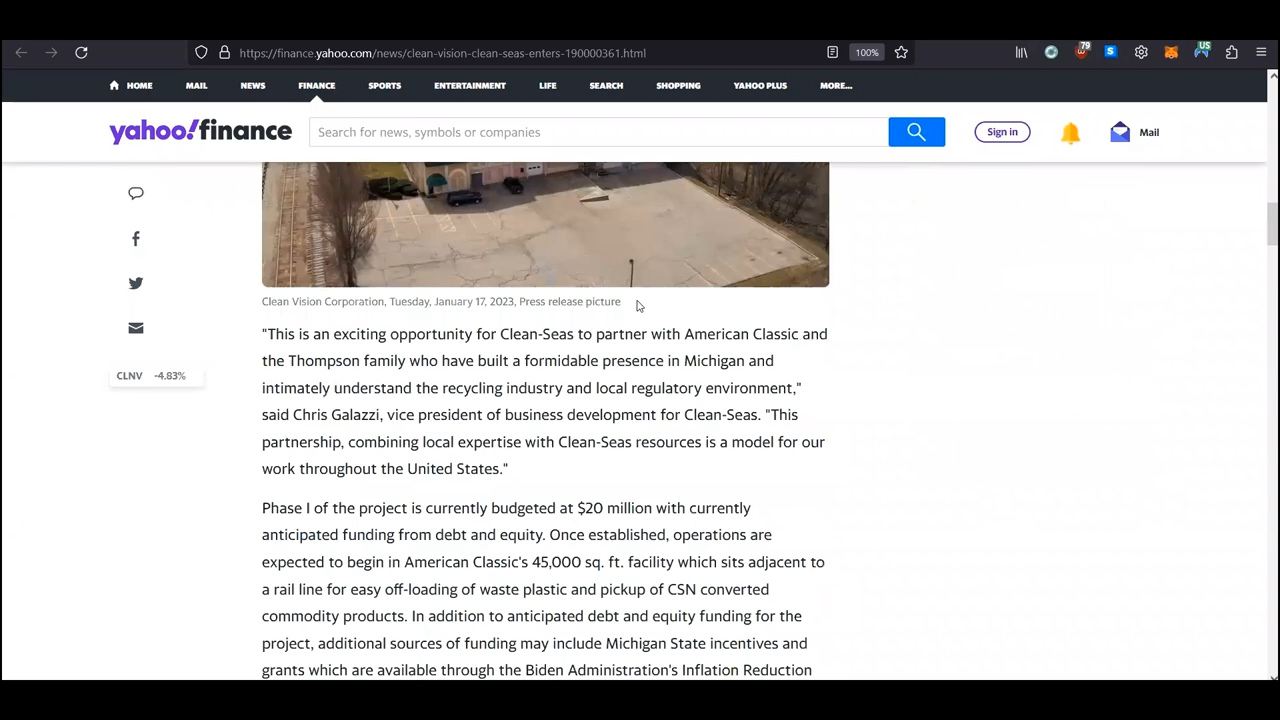 https://finance.yahoo.com/news/clean-vision-clean-seas-enters-190000361.html
100%
79
S
US
HOME
MAIL
NEWS
FINANCE
SPORTS
ENTERTAINMENT
LIFE
SEARCH
SHOPPING
YAHOO PLUS
MORE...
yahoo!finance
Search for news, symbols or companies
Sign in
Mail
Clean Vision Corporation, Tuesday, January 17, 2023, Press release picture
"This is an exciting opportunity for Clean-Seas to partner with American Classic and
the Thompson family who have built a formidable presence in Michigan and
intimately understand the recycling industry and local regulatory environment,"
said Chris Galazzi, vice president of business development for Clean-Seas. "This
partnership, combining local expertise with Clean-Seas resources is a model for our
work throughout the United States."
CLNV -4.83%
Phase I of the project is currently budgeted at $20 million with currently
anticipated funding from debt and equity. Once established, operations are
expected to begin in American Classic's 45,000 sq. ft. facility which sits adjacent to
a rail line for easy off-loading of waste plastic and pickup of CSN converted
commodity products. In addition to anticipated debt and equity funding for the
project, additional sources of funding may include Michigan State incentives and
grants which are available through the Biden Administration's Inflation Reduction